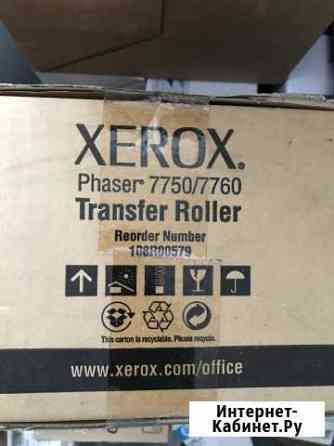 XEROX.
Phaser® 7750/7760
Transfer Roller
Reorder Number
108R00579
This carton is recyclable. Please recycle.
www.xerox.com/office
Интернет-
Кабинет.Ру